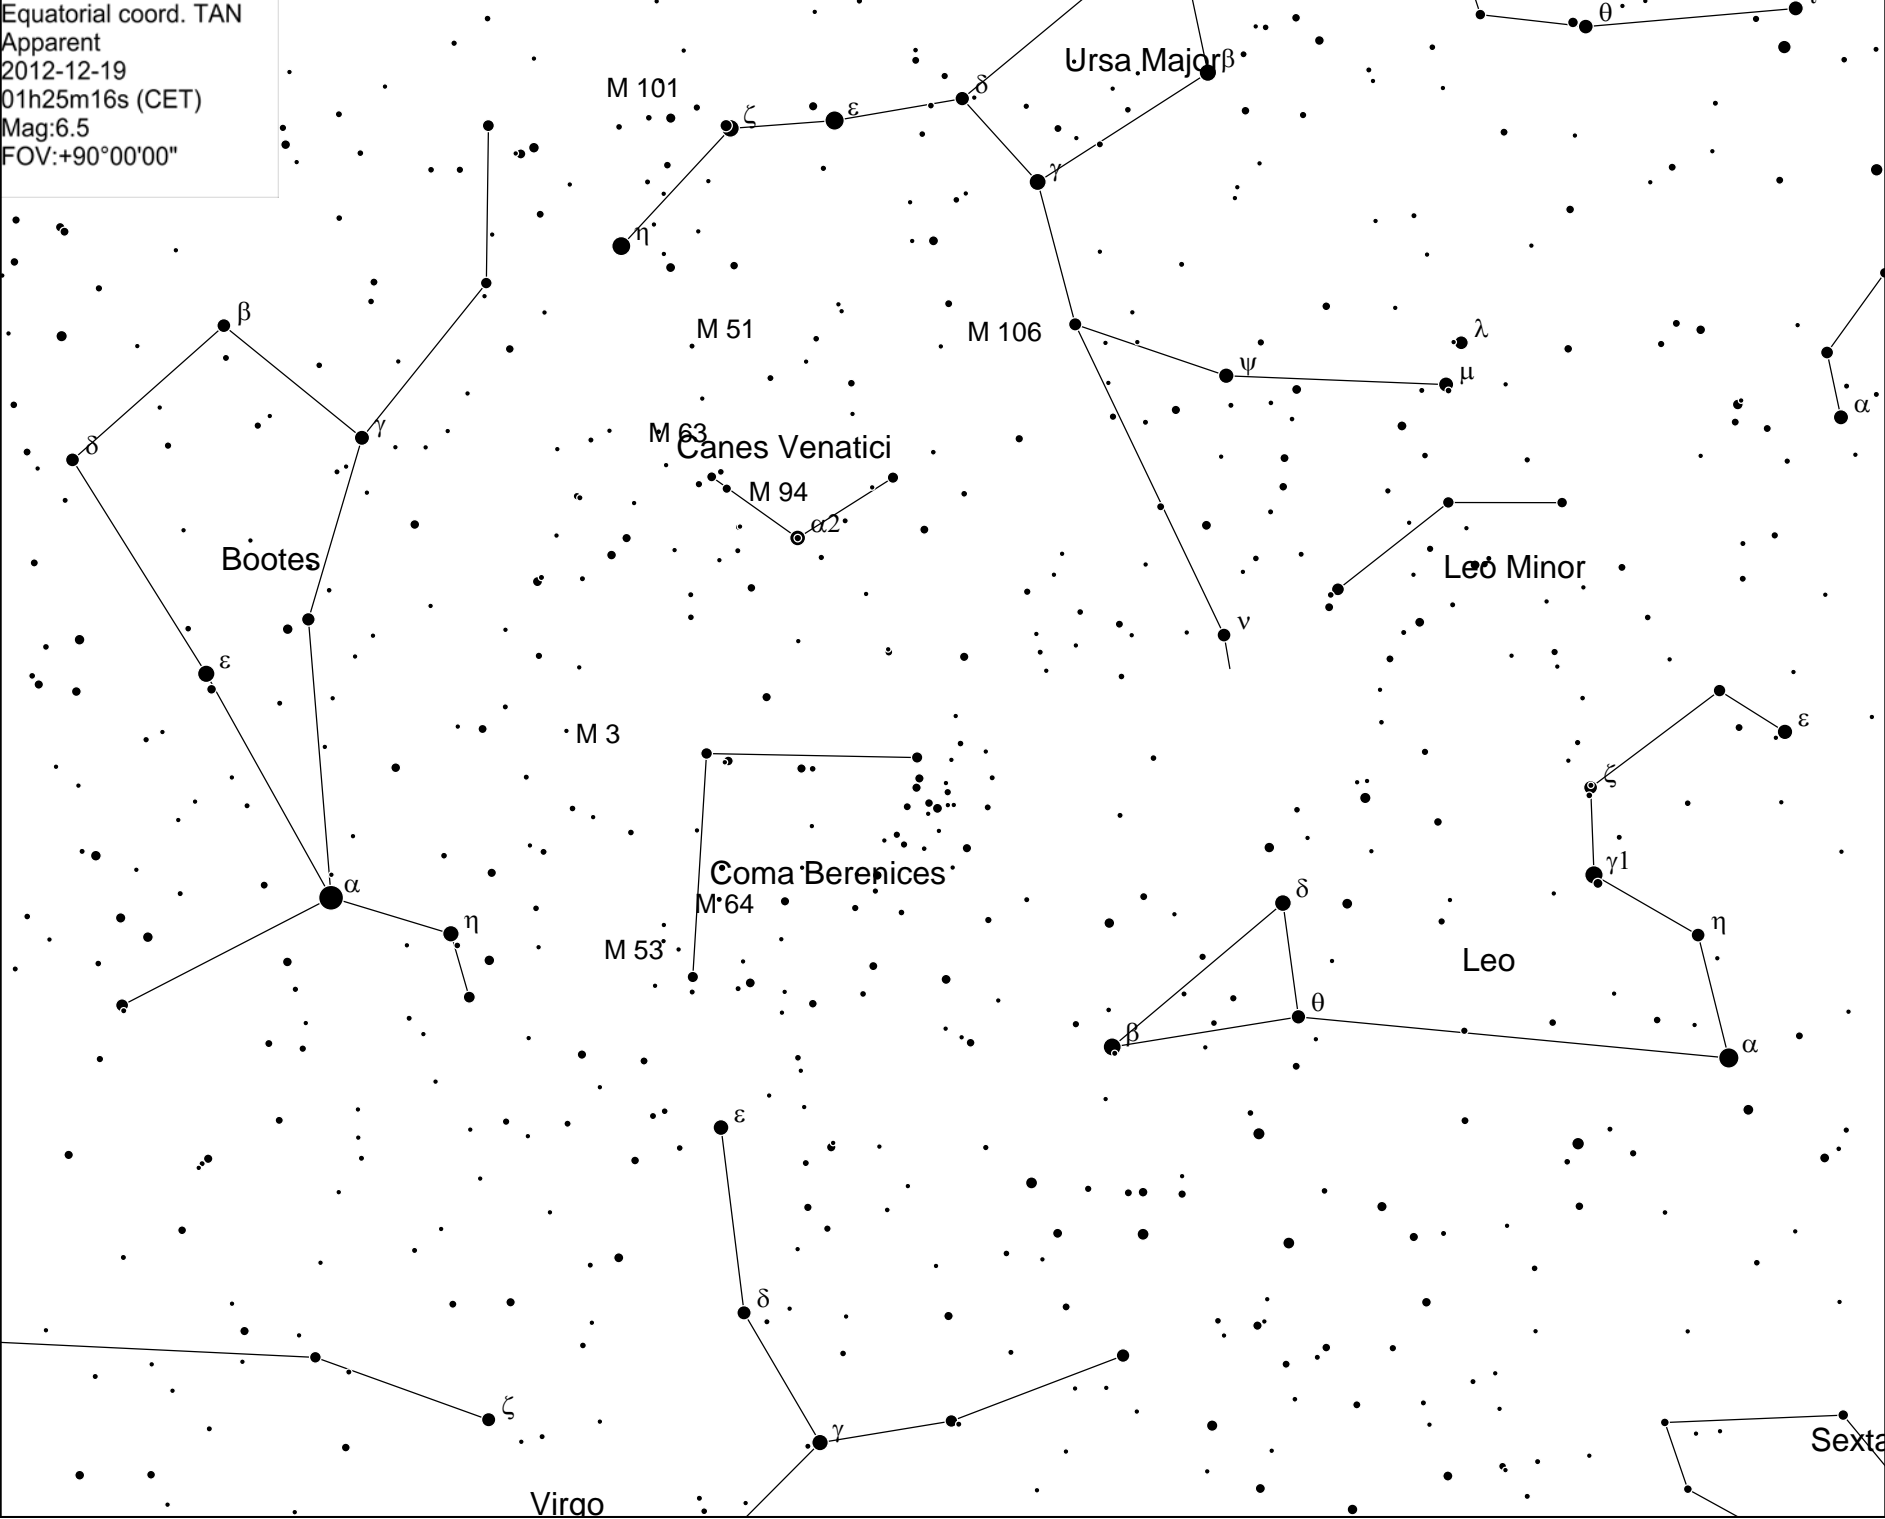 Equatorial coord. TAN
Apparent
2012-12-19
01h25m16s (CET)
Mag:6.5
FOV:+90°00'00"
θ
Ursa Major
β
δ
M 101
ζ
ε
γ
η
β
M 51
M 106
λ
ψ
μ
α
γ
δ
M 63
Canes Venatici
M 94
α2
Bootes
Leo Minor
ν
ε
ε
M 3
ζ
γ1
Coma Berenices
α
δ
M 64
η
η
M 53
Leo
θ
β
α
ε
δ
ζ
γ
Sexta
Virgo